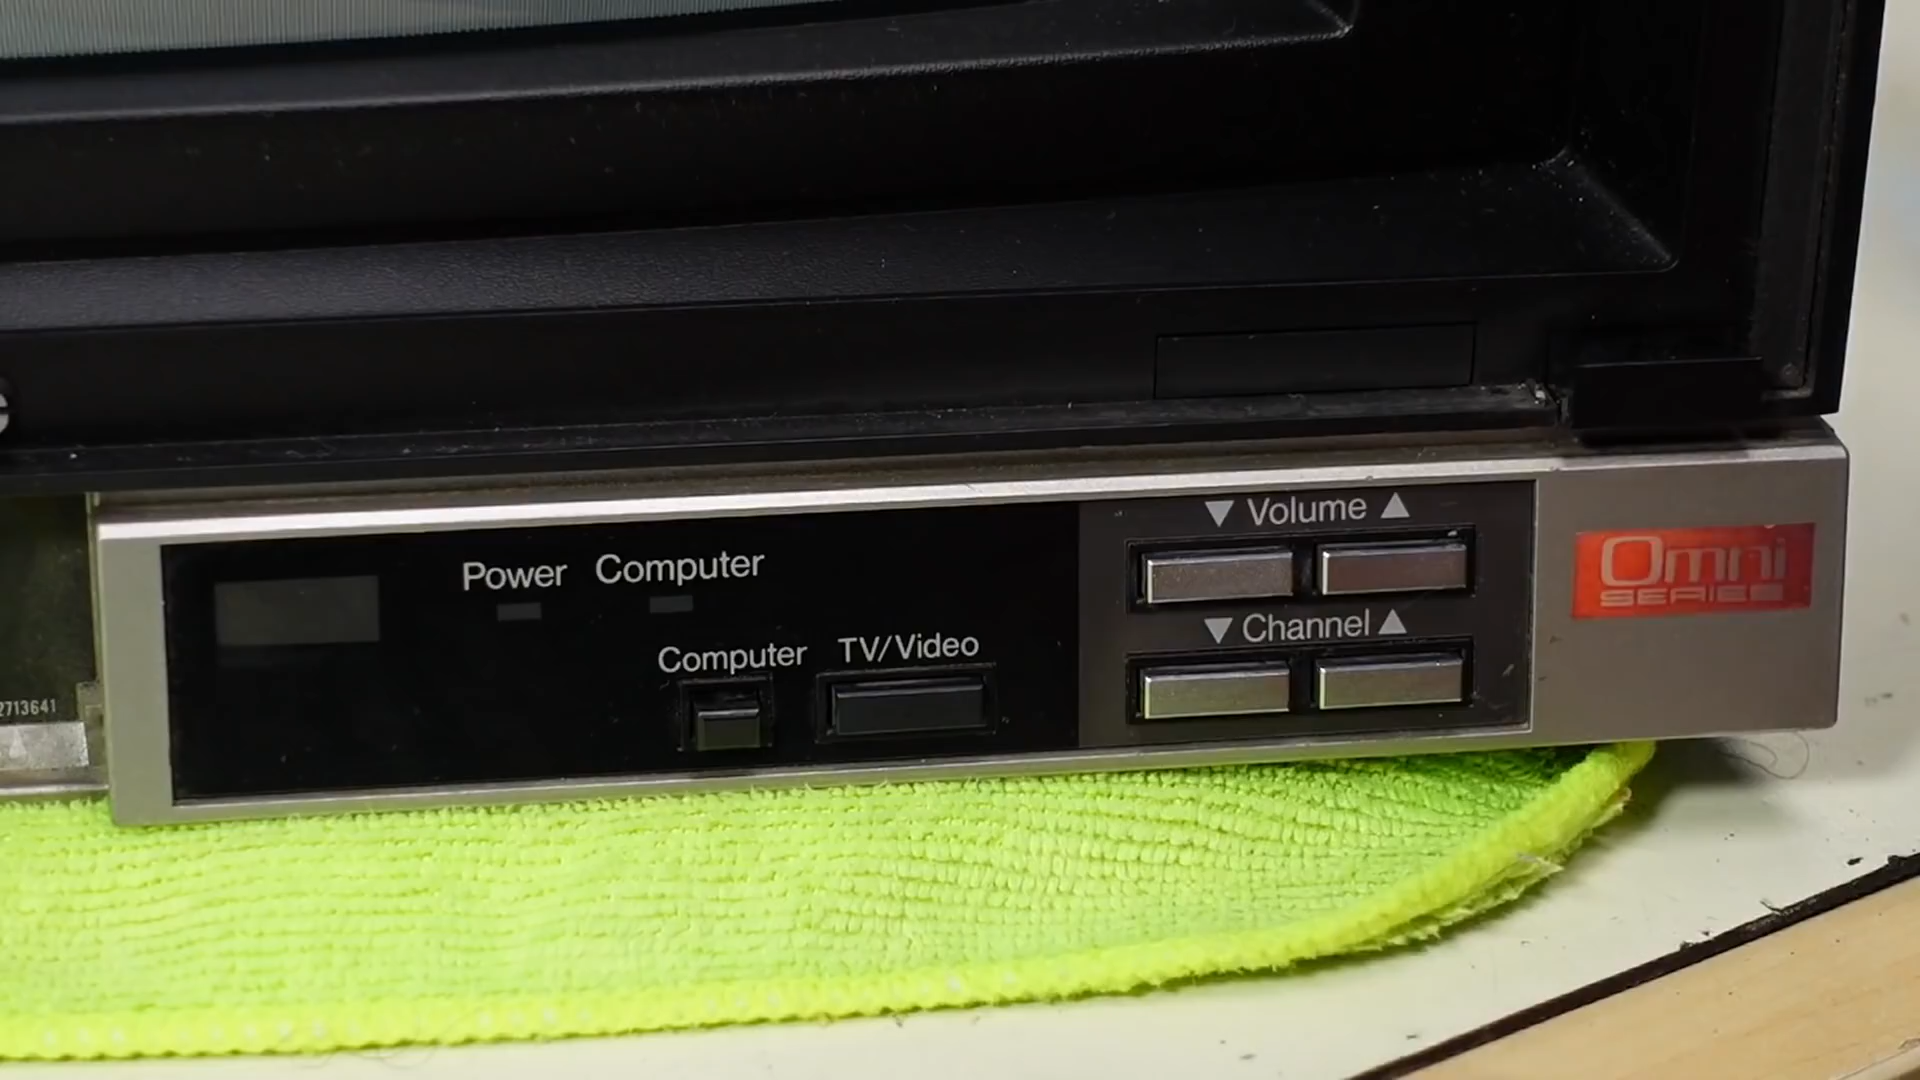 ▼ Volume ▲
Power Computer
Omni
SERIES
▼ Channel ▲
Computer TV/Video
2713641